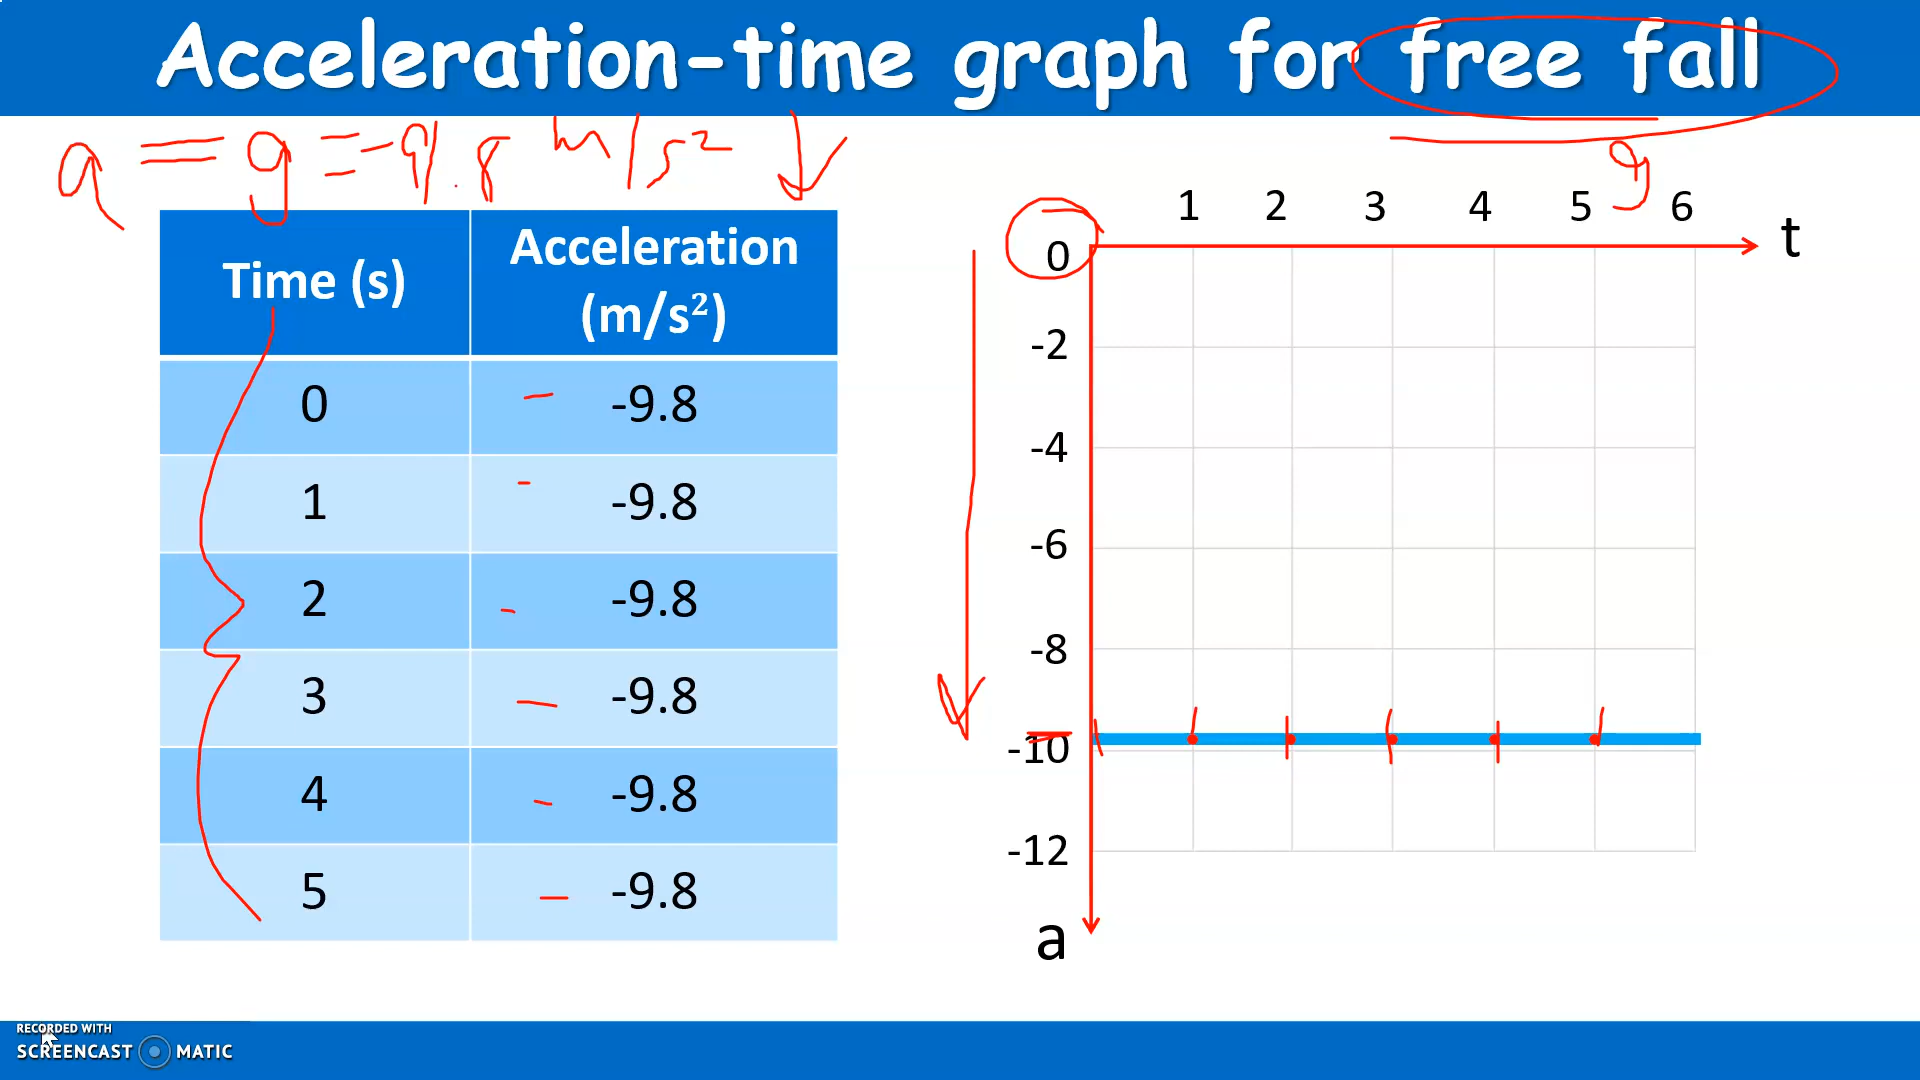 Acceleration-time graph for free fall
a = g = -9.8 m/s² ↓
g
Time (s) Acceleration (m/s²)
0 -9.8
1 -9.8
2 -9.8
3 -9.8
4 -9.8
5 -9.8
1 2 3 4 5 6
t
0
-2
-4
-6
-8
-10
-12
a
RECORDED WITH
SCREENCAST MATIC